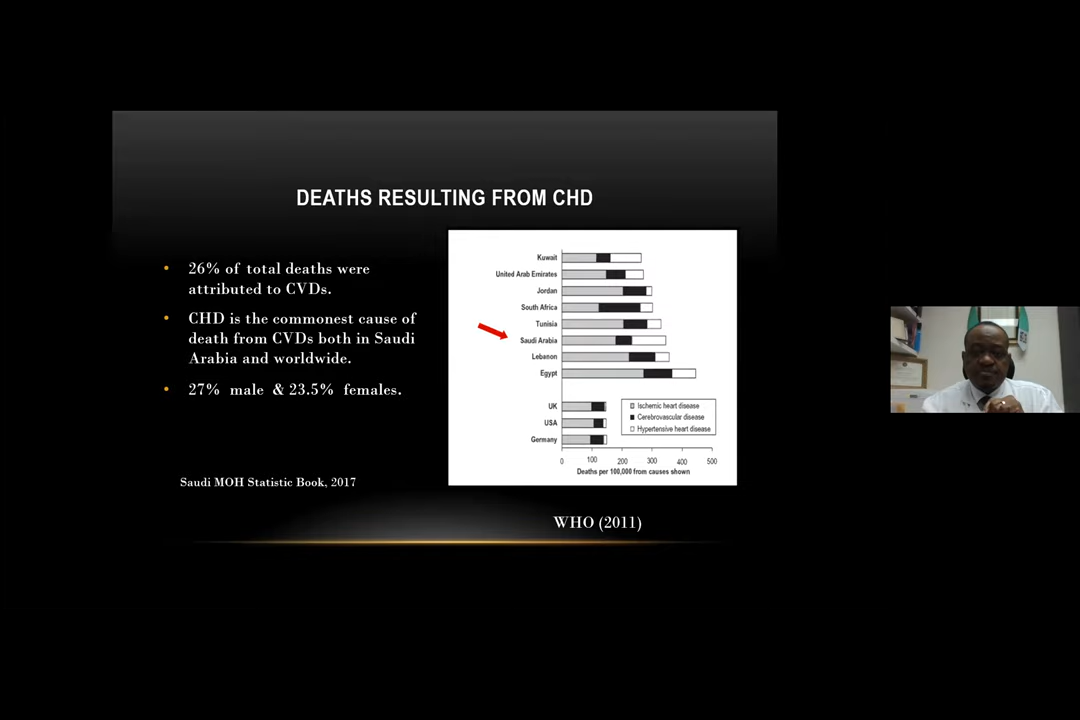 DEATHS RESULTING FROM CHD
• 26% of total deaths were
attributed to CVDs.
• CHD is the commonest cause of
death from CVDs both in Saudi
Arabia and worldwide.
• 27% male & 23.5% females.
Saudi MOH Statistic Book, 2017
Kuwait
United Arab Emirates
Jordan
South Africa
Tunisia
Saudi Arabia
Lebanon
Egypt
UK
USA
Germany
Ischemic heart disease
Cerebrovascular disease
Hypertensive heart disease
0 100 200 300 400 500
Deaths per 100,000 from causes shown
WHO (2011)